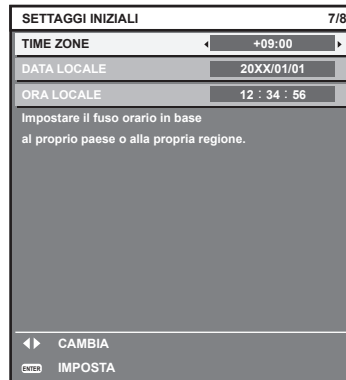 SETTAGGI INIZIALI 7/8
TIME ZONE +09:00
DATA LOCALE 20XX/01/01
ORA LOCALE 12 : 34 : 56
Impostare il fuso orario in base
al proprio paese o alla propria regione.
CAMBIA
ENTER IMPOSTA